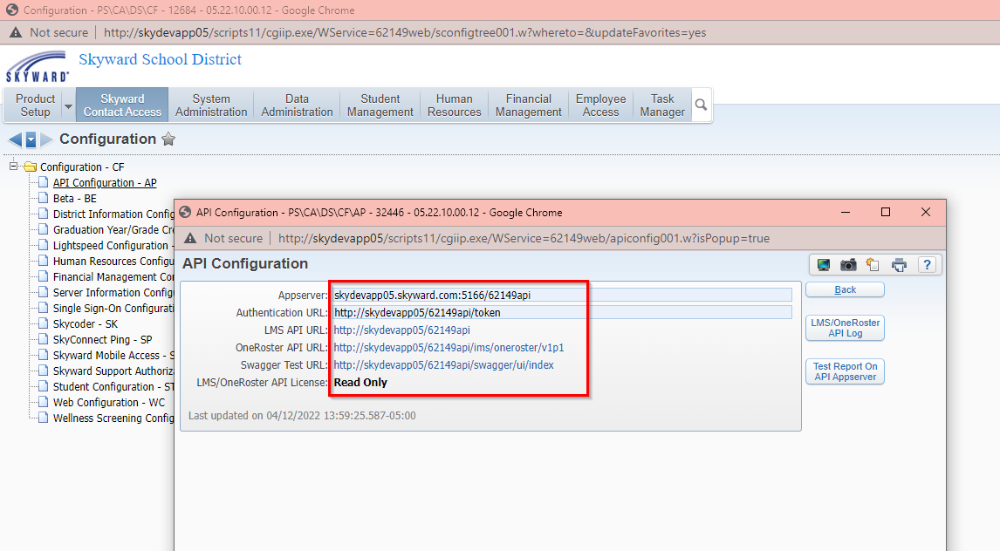 Configuration - PS\CA\DS\CF - 12684 - 05.22.10.00.12 - Google Chrome
Not secure | http://skydevapp05/scripts11/cgiip.exe/WService=62149web/sconfigtree001.w?whereto=&updateFavorites=yes
SKYWARD
Skyward School District
Product Setup
Skyward Contact Access
System Administration
Data Administration
Student Management
Human Resources
Financial Management
Employee Access
Task Manager
Configuration
Configuration - CF
API Configuration - AP
Beta - BE
District Information Config
Graduation Year/Grade Cr
Lightspeed Configuration -
Human Resources Configu
Financial Management Co
Server Information Config
Single Sign-On Configurati
Skycoder - SK
SkyConnect Ping - SP
Skyward Mobile Access - S
Skyward Support Authoriz
Student Configuration - ST
Web Configuration - WC
Wellness Screening Config
API Configuration - PS\CA\DS\CF\AP - 32446 - 05.22.10.00.12 - Google Chrome
Not secure | http://skydevapp05/scripts11/cgiip.exe/WService=62149web/apiconfig001.w?isPopup=true
API Configuration
?
Appserver: skydevapp05.skyward.com:5166/62149api
Authentication URL: http://skydevapp05/62149api/token
LMS API URL: http://skydevapp05/62149api
OneRoster API URL: http://skydevapp05/62149api/ims/oneroster/v1p1
Swagger Test URL: http://skydevapp05/62149api/swagger/ui/index
LMS/OneRoster API License: Read Only
Last updated on 04/12/2022 13:59:25.587-05:00
Back
LMS/OneRoster
API Log
Test Report On
API Appserver